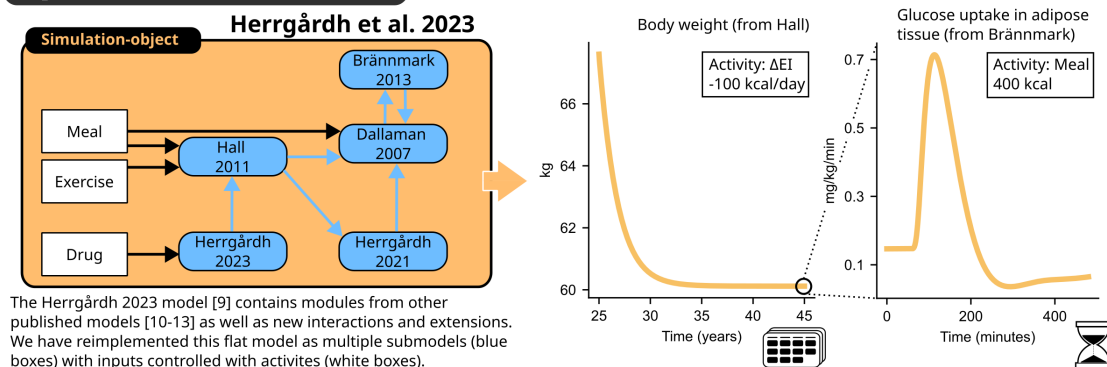 Herrgårdh et al. 2023
Simulation-object
Brännmark
2013
Meal
Dallaman
2007
Hall
2011
Exercise
Drug
Herrgårdh
2023
Herrgårdh
2021
The Herrgårdh 2023 model [9] contains modules from other
published models [10-13] as well as new interactions and extensions.
We have reimplemented this flat model as multiple submodels (blue
boxes) with inputs controlled with activites (white boxes).
Body weight (from Hall)
Activity: ΔEI
-100 kcal/day
kg
66
64
62
60
25
30
35
40
45
Time (years)
Glucose uptake in adipose
tissue (from Brännmark)
Activity: Meal
400 kcal
mg/kg/min
0.7
0.5
0.3
0.1
0
200
400
Time (minutes)